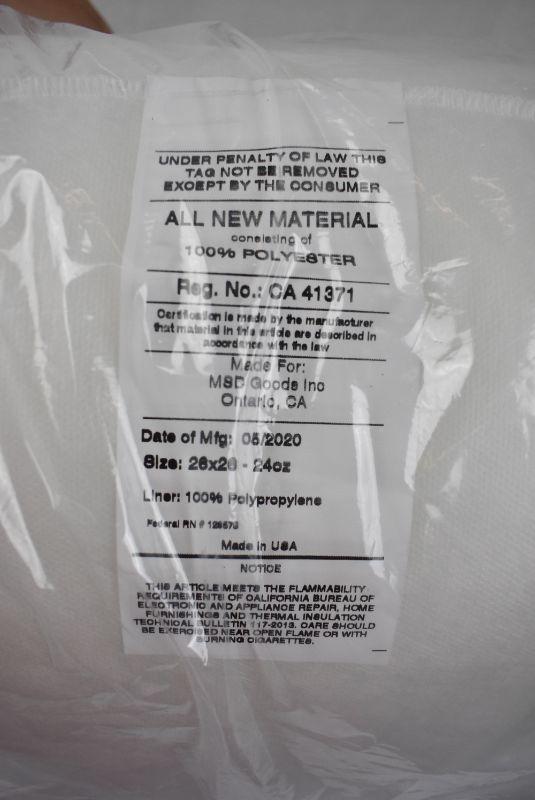 UNDER PENALTY OF LAW THIS
TAG NOT BE REMOVED
EXCEPT BY THE CONSUMER
ALL NEW MATERIAL
consisting of
100% POLYESTER
Reg. No.: CA 41371
Certification is made by the manufacturer
that material in this article are described in
accordance with the law
Made For:
MSD Goods Inc
Ontario, CA
Date of Mfg: 05/2020
Size: 26x26 - 24oz
Liner: 100% Polypropylene
Federal RN #
Made in USA
NOTICE
THIS ARTICLE MEETS THE FLAMMABILITY
REQUIREMENTS OF CALIFORNIA BUREAU OF
ELECTRONIC AND APPLIANCE REPAIR, HOME
FURNISHINGS AND THERMAL INSULATION
TECHNICAL BULLETIN 117-2013. CARE SHOULD
BE EXERCISED NEAR OPEN FLAME OR WITH
BURNING CIGARETTES.